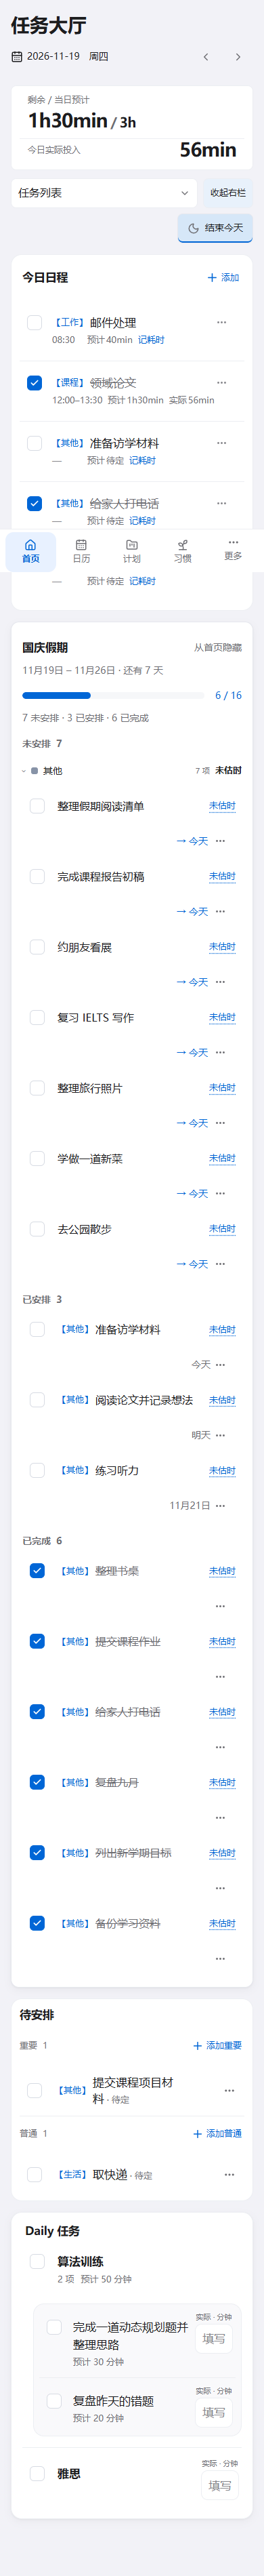 任务大厅
2026-11-19 周四
剩余 / 当日预计
1h30min / 3h
今日实际投入 56min
任务列表
收起右栏
结束今天
今日日程
添加
【工作】 邮件处理
08:30 预计 40min 记耗时
【课程】 领域论文
12:00–13:30 预计 1h30min 实际 56min
【其他】 准备访学材料
— 预计 待定 记耗时
【其他】 给家人打电话
— 预计 待定 记耗时
首页 日历 计划 习惯 更多
— 预计 待定 记耗时
国庆假期 从首页隐藏
11月19日 – 11月26日 · 还有 7 天
6 / 16
7 未安排 · 3 已安排 · 6 已完成
未安排 7
其他 7 项 未估时
整理假期阅读清单 未估时
→ 今天
完成课程报告初稿 未估时
→ 今天
约朋友看展 未估时
→ 今天
复习 IELTS 写作 未估时
→ 今天
整理旅行照片 未估时
→ 今天
学做一道新菜 未估时
→ 今天
去公园散步 未估时
→ 今天
已安排 3
【其他】 准备访学材料 未估时
今天
【其他】 阅读论文并记录想法 未估时
明天
【其他】 练习听力 未估时
11月21日
已完成 6
【其他】 整理书桌 未估时
【其他】 提交课程作业 未估时
【其他】 给家人打电话 未估时
【其他】 复盘九月 未估时
【其他】 列出新学期目标 未估时
【其他】 备份学习资料 未估时
待安排
重要 1 添加重要
【其他】 提交课程项目材
料 · 待定
普通 1 添加普通
【生活】 取快递 · 待定
Daily 任务
算法训练
2 项 预计 50 分钟
实际 · 分钟
完成一道动态规划题并
整理思路
填写
预计 30 分钟
实际 · 分钟
复盘昨天的错题
填写
预计 20 分钟
实际 · 分钟
雅思
填写